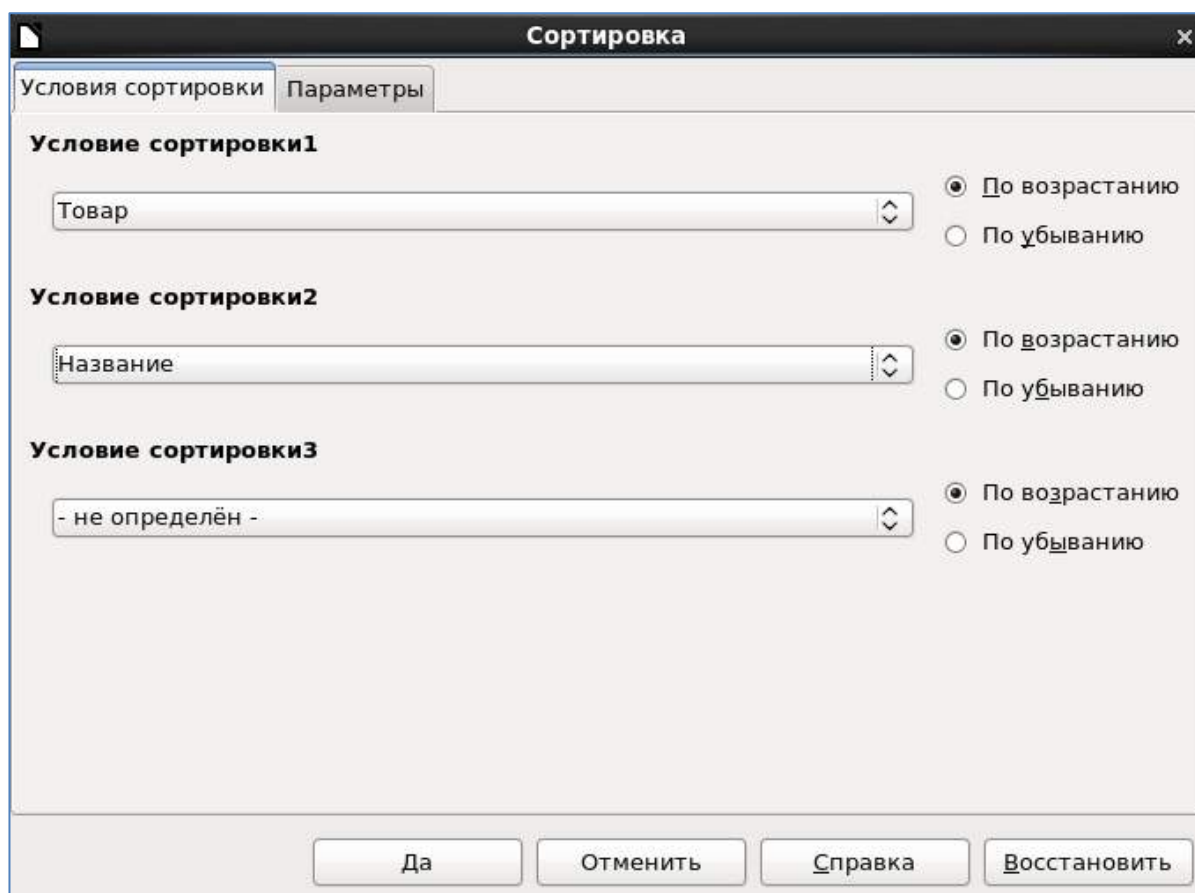 Сортировка
Условия сортировки Параметры
Условие сортировки1
Товар
По возрастанию
По убыванию
Условие сортировки2
Название
По возрастанию
По убыванию
Условие сортировки3
- не определён -
По возрастанию
По убыванию
Да Отменить Справка Восстановить